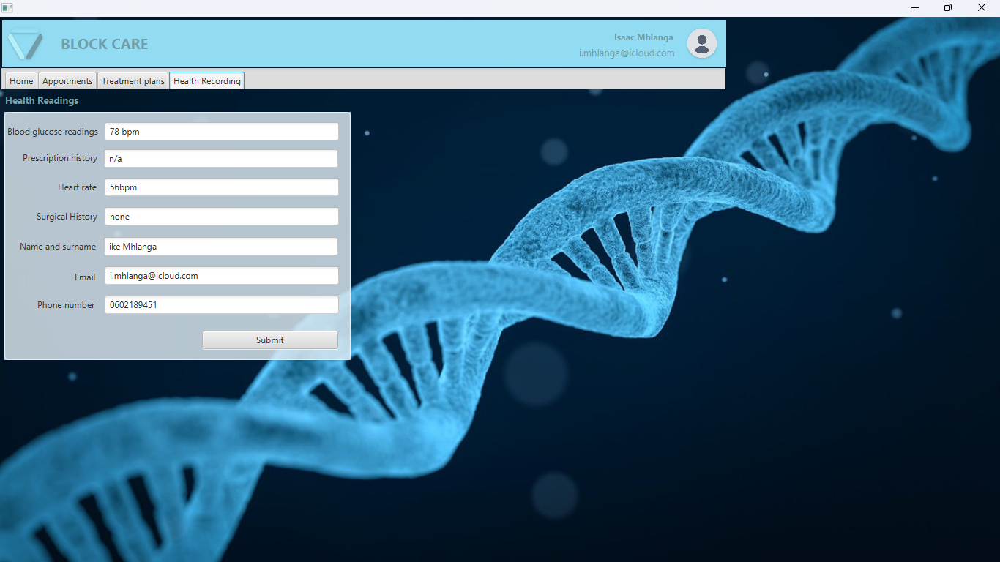 BLOCK CARE
Isaac Mhlanga
i.mhlanga@icloud.com
Home Appoitments Treatment plans Health Recording
Health Readings
Blood glucose readings 78 bpm
Prescription history n/a
Heart rate 56bpm
Surgical History none
Name and surname ike Mhlanga
Email i.mhlanga@icloud.com
Phone number 0602189451
Submit